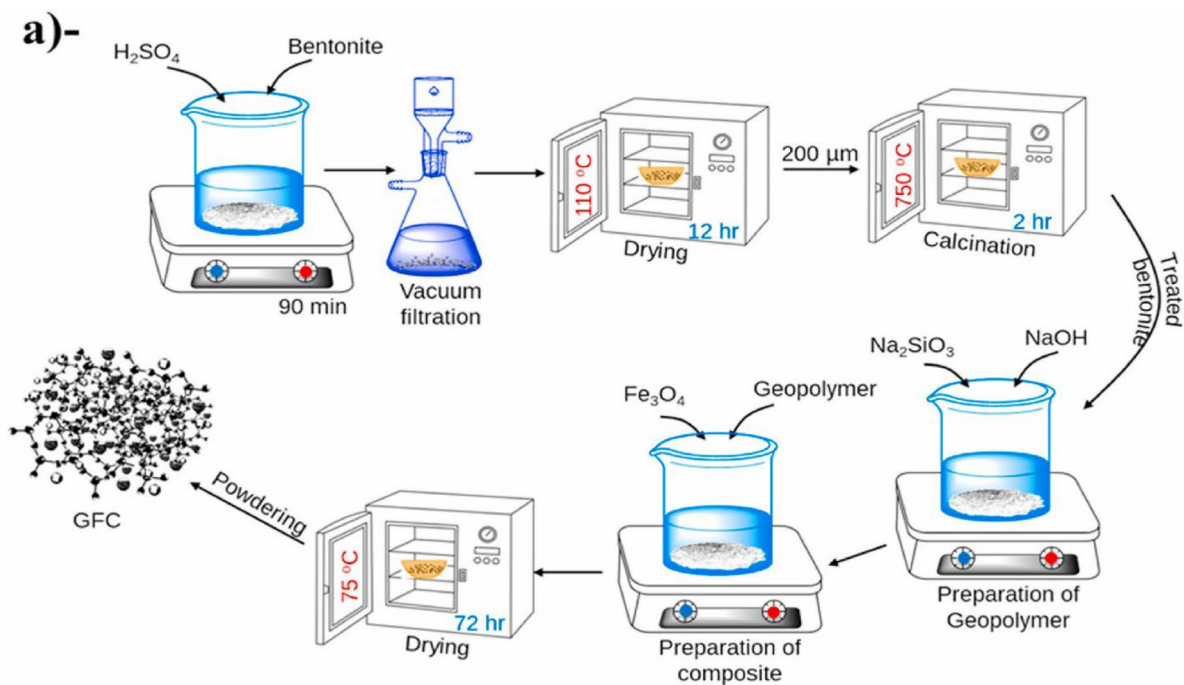 a)-
H₂SO₄
Bentonite
90 min
Vacuum
filtration
110 °C
12 hr
Drying
200 µm
750 °C
2 hr
Calcination
Treated
bentonite
Na₂SiO₃
NaOH
Preparation of
Geopolymer
Fe₃O₄
Geopolymer
Preparation of
composite
75 °C
72 hr
Drying
Powdering
GFC